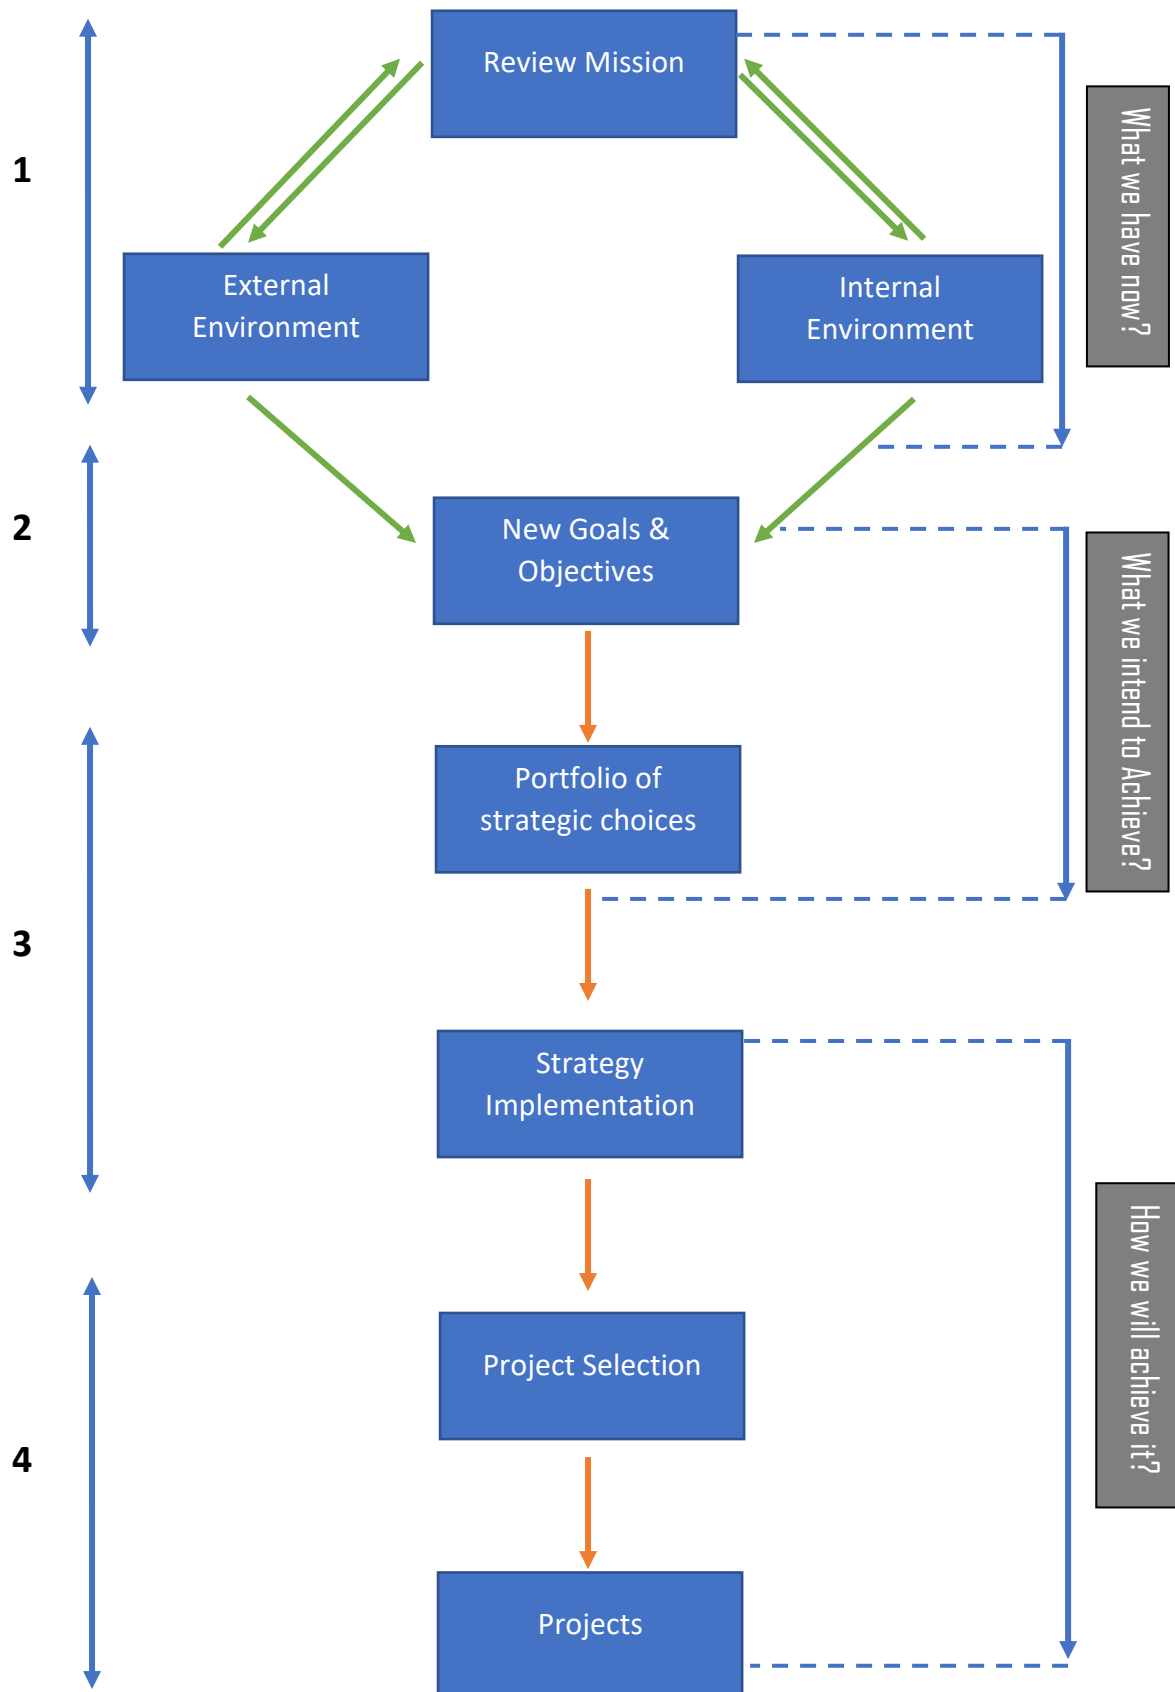 Review Mission
What we have now?
1
External
Environment
Internal
Environment
2
New Goals &
Objectives
What we intend to Achieve?
Portfolio of
strategic choices
3
Strategy
Implementation
How we will achieve it?
Project Selection
4
Projects